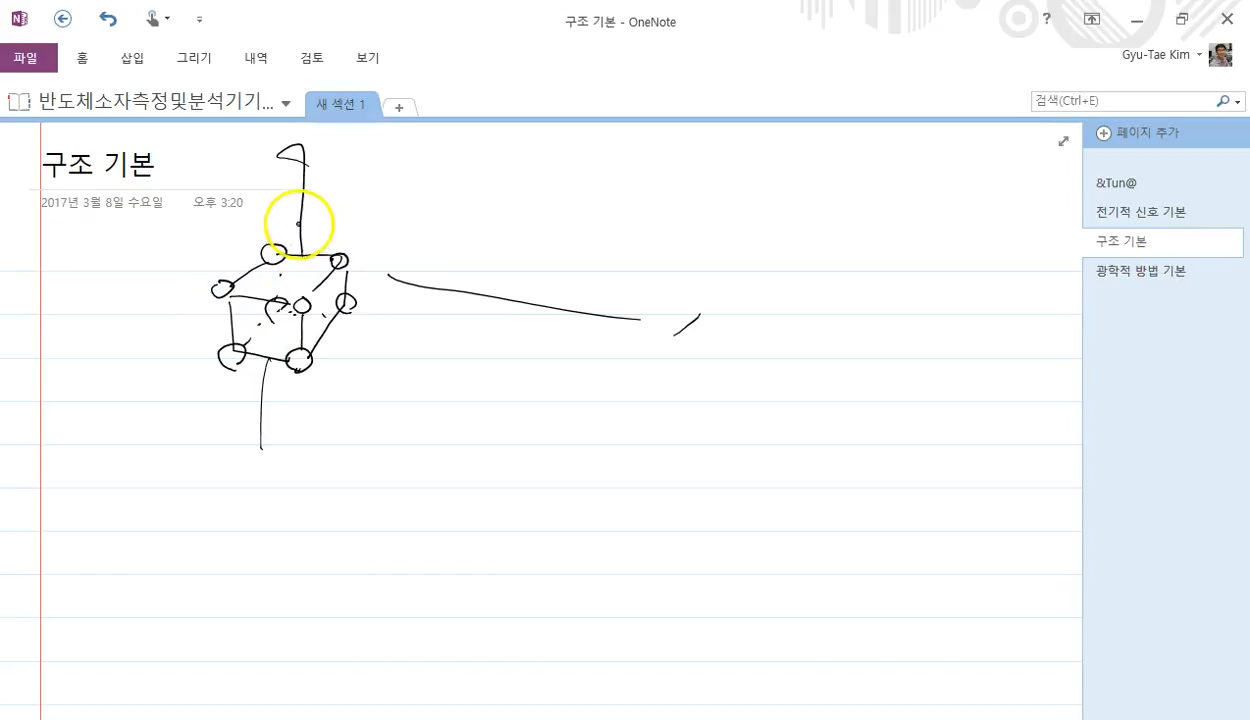 구조 기본 - OneNote
?
파일 홈 삽입 그리기 내역 검토 보기
Gyu-Tae Kim
반도체소자측정및분석기기...
새 섹션 1
검색(Ctrl+E)
페이지 추가
구조 기본
2017년 3월 8일 수요일 오후 3:20
&Tun@
전기적 신호 기본
구조 기본
광학적 방법 기본